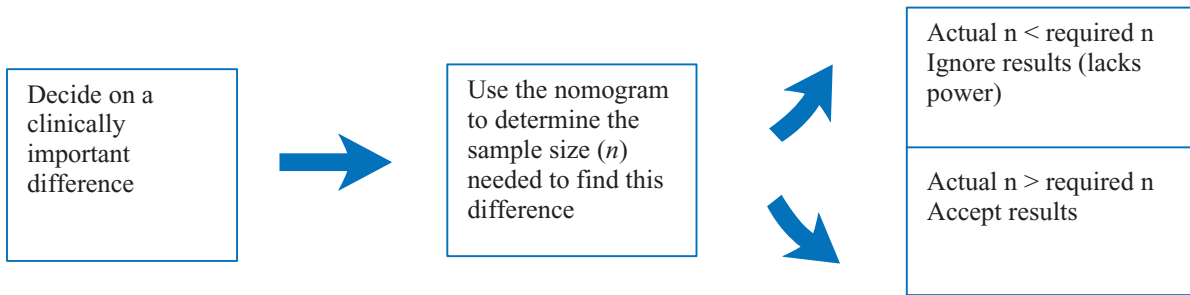 Decide on a
clinically
important
difference
Use the nomogram
to determine the
sample size (n)
needed to find this
difference
Actual n < required n
Ignore results (lacks
power)
Actual n > required n
Accept results